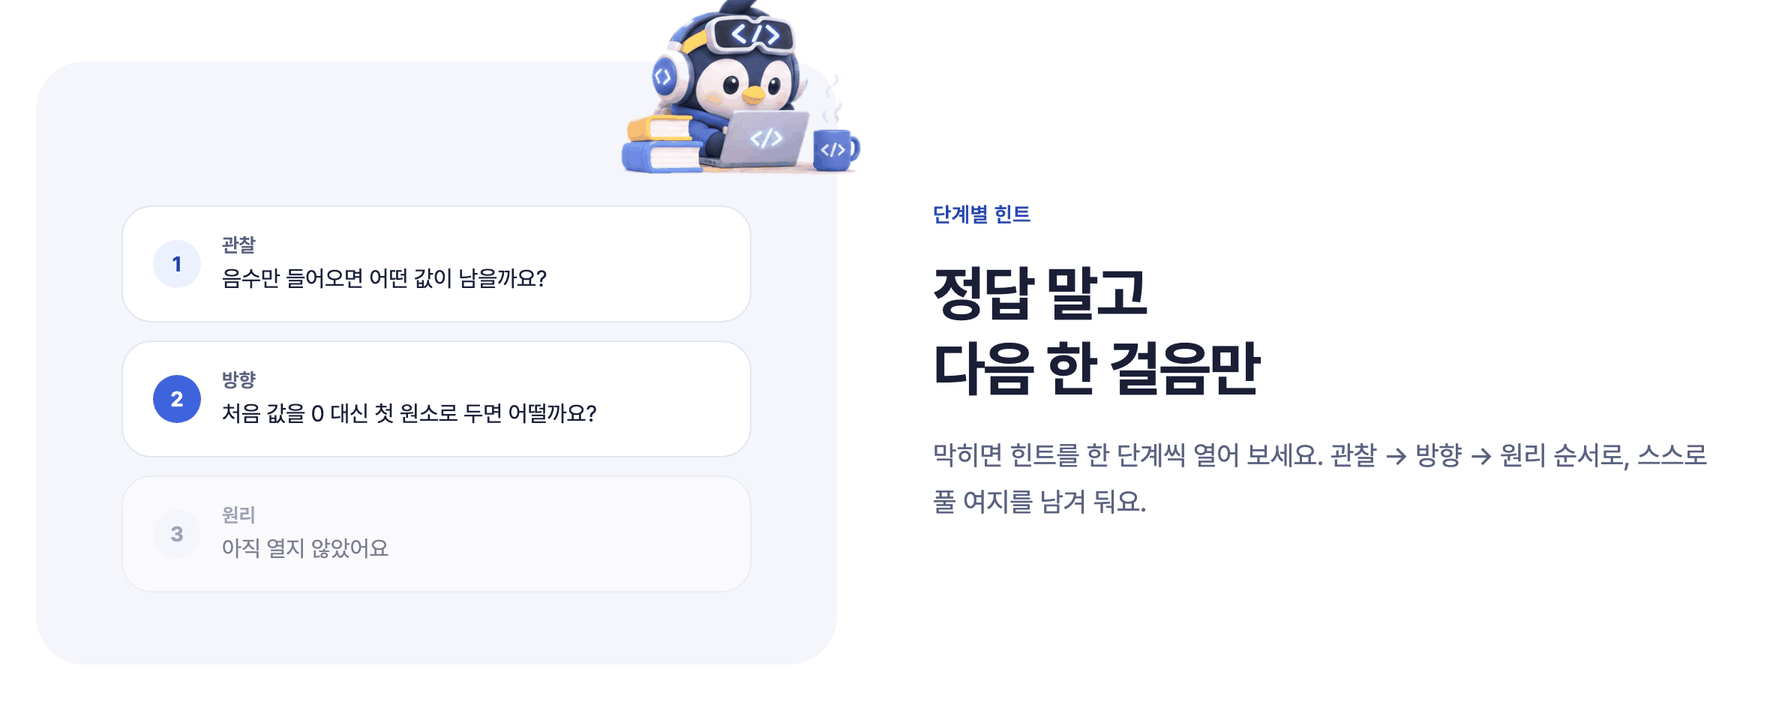 </>
<>
</>
</>
1
관찰
음수만 들어오면 어떤 값이 남을까요?
2
방향
처음 값을 0 대신 첫 원소로 두면 어떨까요?
3
원리
아직 열지 않았어요
단계별 힌트
정답 말고
다음 한 걸음만
막히면 힌트를 한 단계씩 열어 보세요. 관찰 → 방향 → 원리 순서로, 스스로
풀 여지를 남겨 둬요.